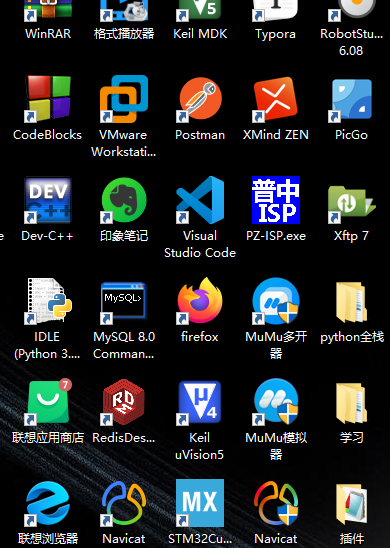 WinRAR
格式播放器
Keil MDK
Typora
RobotStu...
6.08
CodeBlocks
VMware
Workstati...
Postman
XMind ZEN
PicGo
DEV
Dev-C++
印象笔记
Visual
Studio Code
普中
ISP
PZ-ISP.exe
Xftp 7
e
IDLE
(Python 3....
MySQL>
MySQL 8.0
Comman...
firefox
MuMu多开
器
python全栈
7
联想应用商店
RDM
RedisDes...
μV4
Keil
uVision5
MuMu模拟
器
学习
联想浏览器
Navicat
MX
STM32Cu...
Navicat
插件